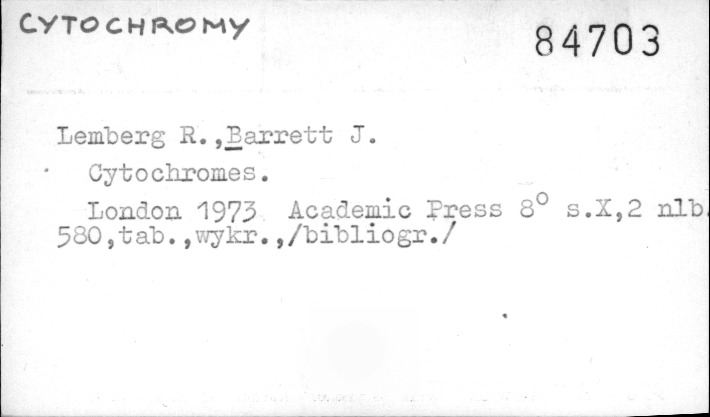 CYTOCHROMY
84703
Lemberg R.,Barrett J.
Cytochromes.
London 1973 Academic Press 8° s.X,2 nlb.
580,tab.,wykr.,/bibliogr./